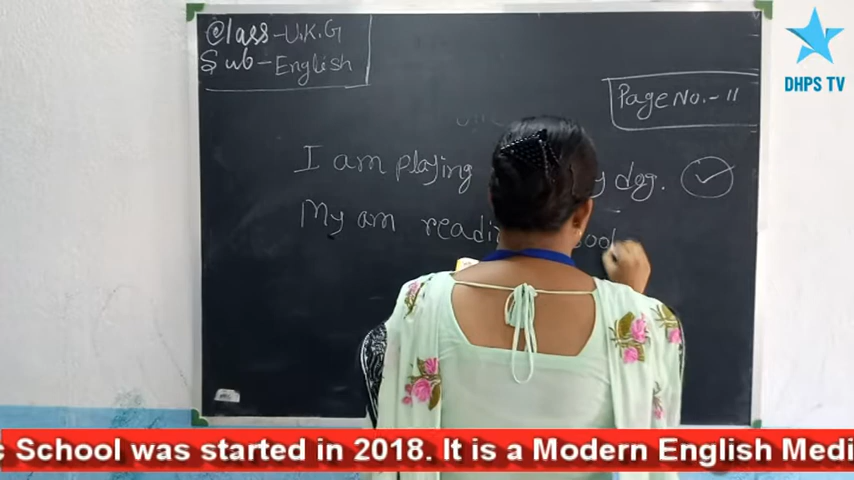 Class-U.K.G
Sub-English
Page No.- 11
I am playing
dog.
My am
DHPS TV
School was started in 2018. It is a Modern English Medi